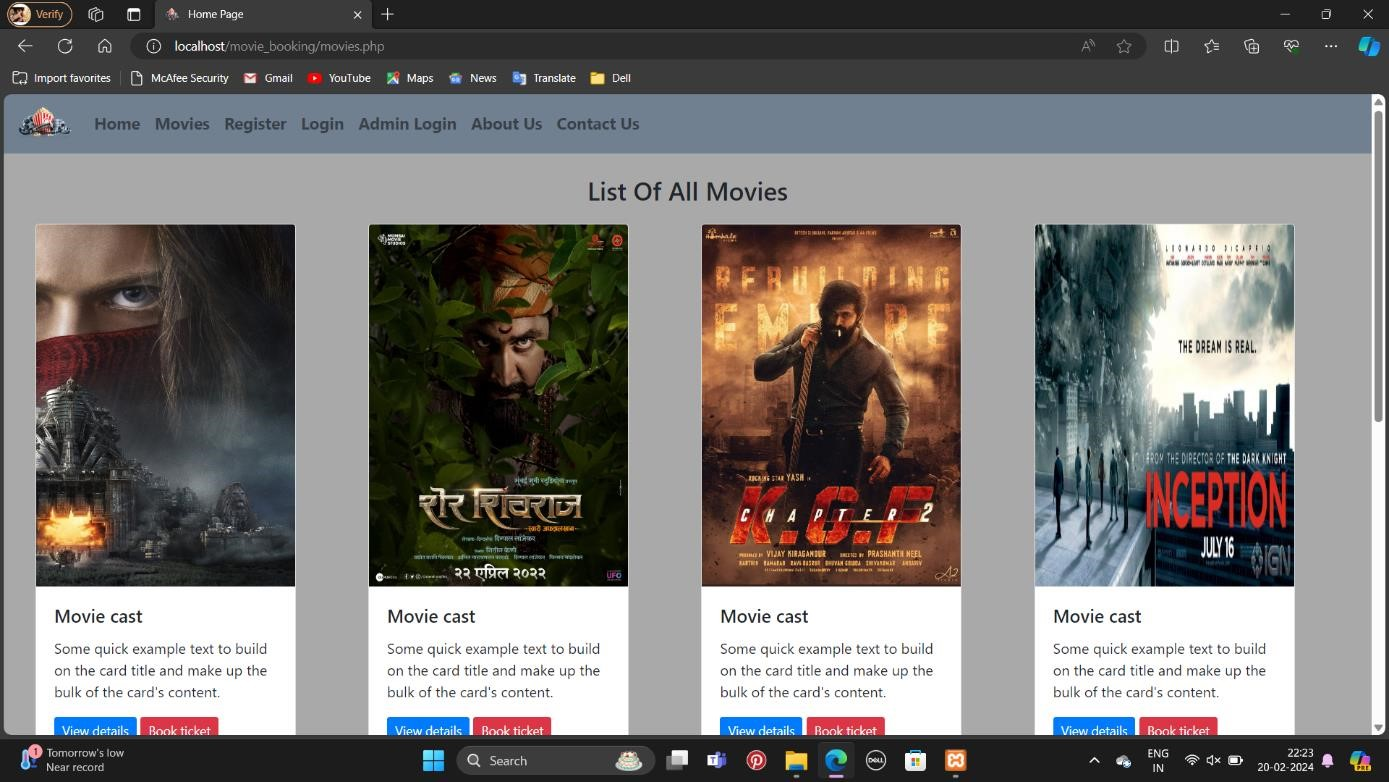 Verify
Home Page
localhost/movie_booking/movies.php
Import favorites
McAfee Security
Gmail
YouTube
Maps
News
Translate
Dell
Home Movies Register Login Admin Login About Us Contact Us
List Of All Movies
शेर शिवराज
२२ एप्रिल २०२२
UFO
REBUILDING
EMPIRE
ROCKING STAR YASH in
K.G.F
CHAPTER 2
PRODUCED BY VIJAY KIRAGANDUR DIRECTED BY PRASHANTH NEEL
LEONARDO DICAPRIO
THE DREAM IS REAL.
FROM THE DIRECTOR OF THE DARK KNIGHT
INCEPTION
JULY 16
IGN
Movie cast
Some quick example text to build
on the card title and make up the
bulk of the card's content.
View details Book ticket
Movie cast
Some quick example text to build
on the card title and make up the
bulk of the card's content.
View details Book ticket
Movie cast
Some quick example text to build
on the card title and make up the
bulk of the card's content.
View details Book ticket
Movie cast
Some quick example text to build
on the card title and make up the
bulk of the card's content.
View details Book ticket
1
Tomorrow's low
Near record
Search
DELL
ENG
IN
22:23
20-02-2024
PRE